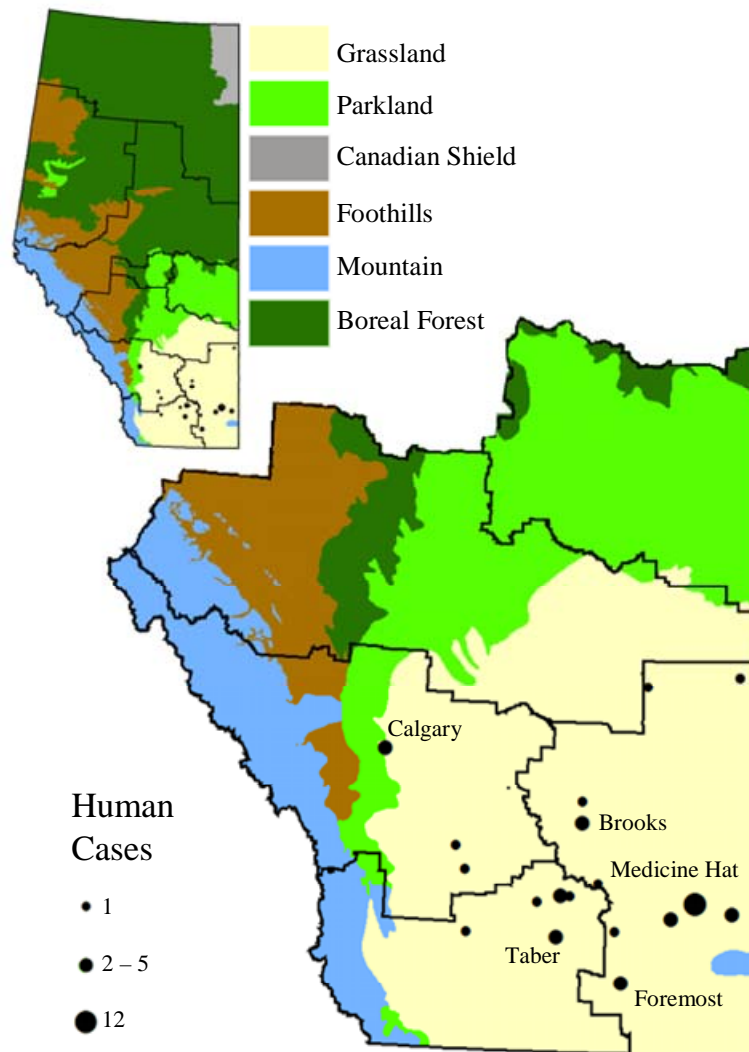 Grassland
Parkland
Canadian Shield
Foothills
Mountain
Boreal Forest
Calgary
Brooks
Medicine Hat
Taber
Foremost
Human
Cases
1
2 – 5
12